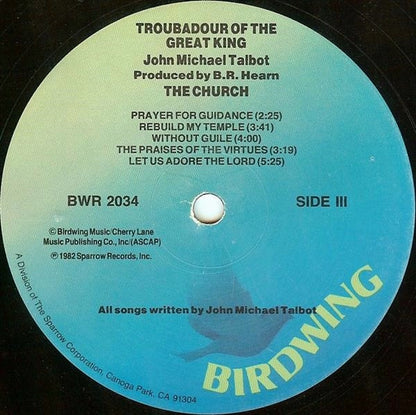 TROUBADOUR OF THE
GREAT KING
John Michael Talbot
Produced by B.R. Hearn
THE CHURCH
PRAYER FOR GUIDANCE (2:25)
REBUILD MY TEMPLE (3:41)
WITHOUT GUILE (4:00)
THE PRAISES OF THE VIRTUES (3:19)
LET US ADORE THE LORD (5:25)
BWR 2034
SIDE III
© Birdwing Music/Cherry Lane
Music Publishing Co., Inc/(ASCAP)
℗ 1982 Sparrow Records, Inc.
All songs written by John Michael Talbot
A Division of The Sparrow Corporation, Canoga Park, CA 91304
BIRDWING